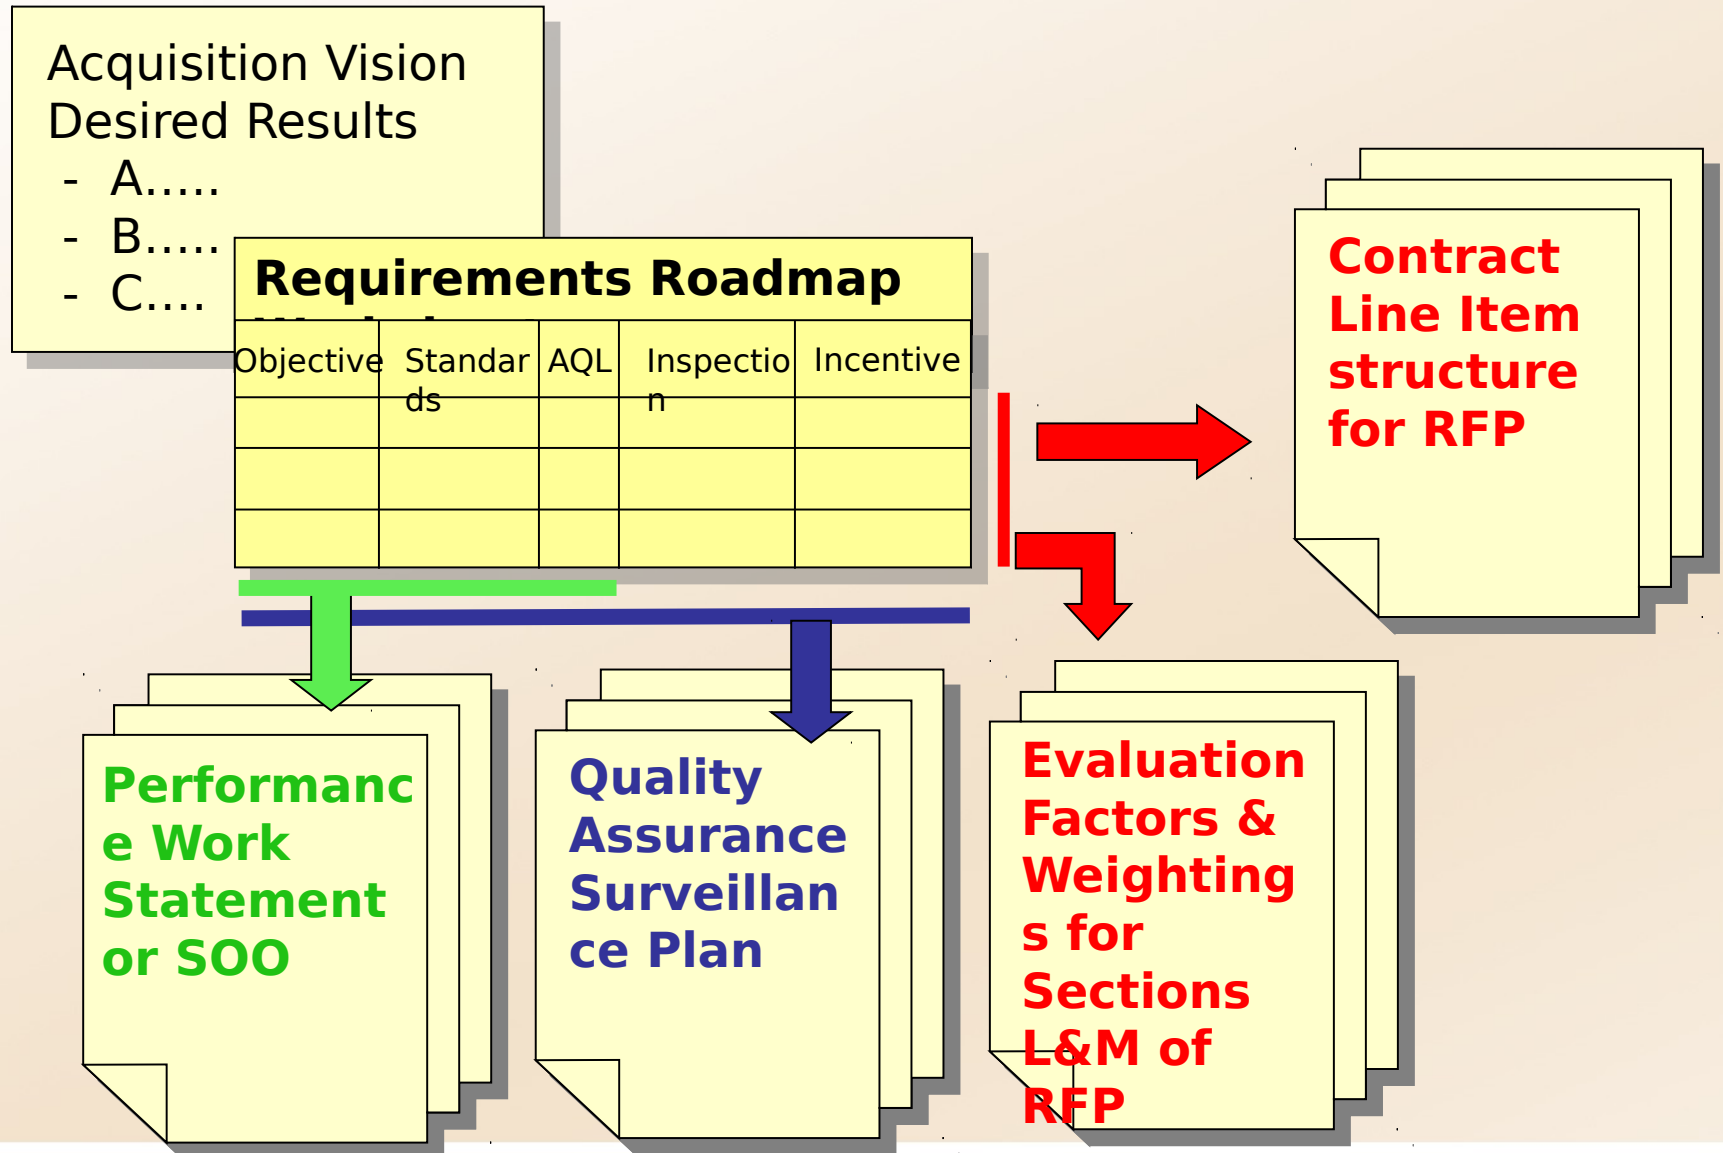 Acquisition Vision
Desired Results
- A.....
- B.....
- C....
Requirements Roadmap
Objective Standar AQL Inspectio Incentive
ds n
Contract
Line Item
structure
for RFP
Performanc
e Work
Statement
or SOO
Quality
Assurance
Surveillan
ce Plan
Evaluation
Factors &
Weighting
s for
Sections
L&M of
RFP